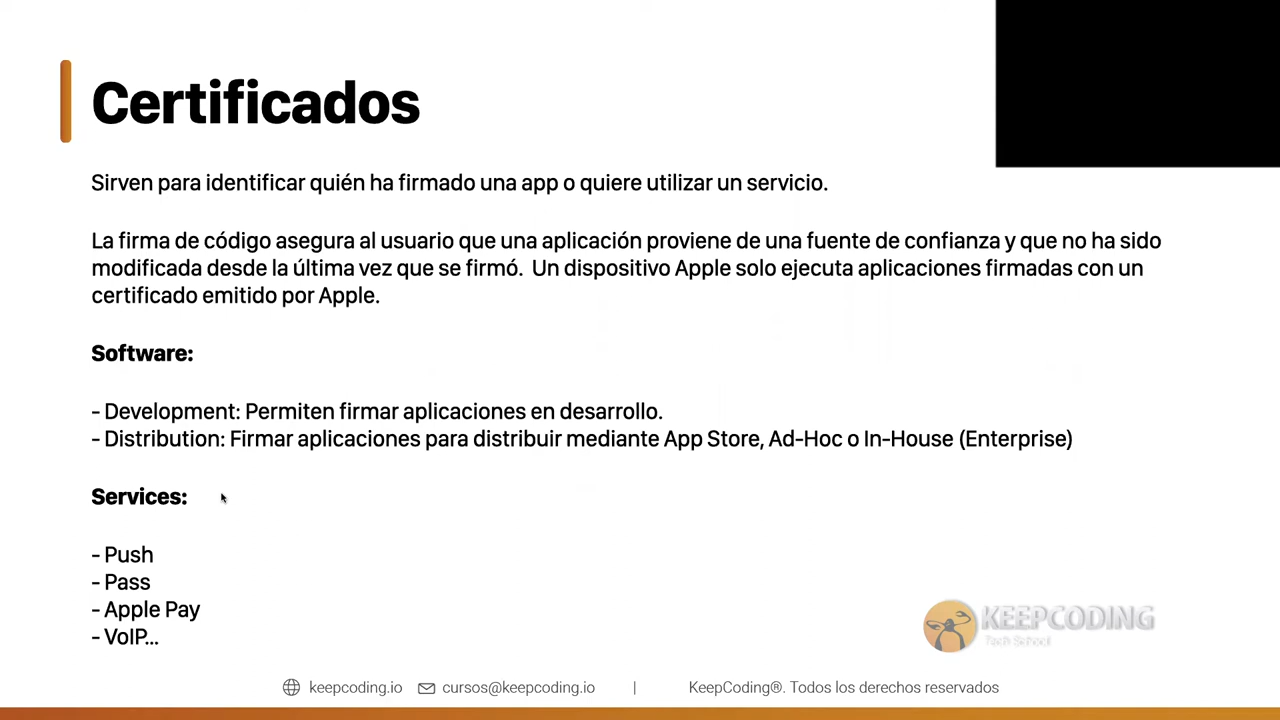 Certificados
Sirven para identificar quién ha firmado una app o quiere utilizar un servicio.
La firma de código asegura al usuario que una aplicación proviene de una fuente de confianza y que no ha sido
modificada desde la última vez que se firmó. Un dispositivo Apple solo ejecuta aplicaciones firmadas con un
certificado emitido por Apple.
Software:
- Development: Permiten firmar aplicaciones en desarrollo.
- Distribution: Firmar aplicaciones para distribuir mediante App Store, Ad-Hoc o In-House (Enterprise)
Services:
- Push
- Pass
- Apple Pay
- VoIP...
KEEPCODING
Tech School
keepcoding.io cursos@keepcoding.io | KeepCoding®. Todos los derechos reservados